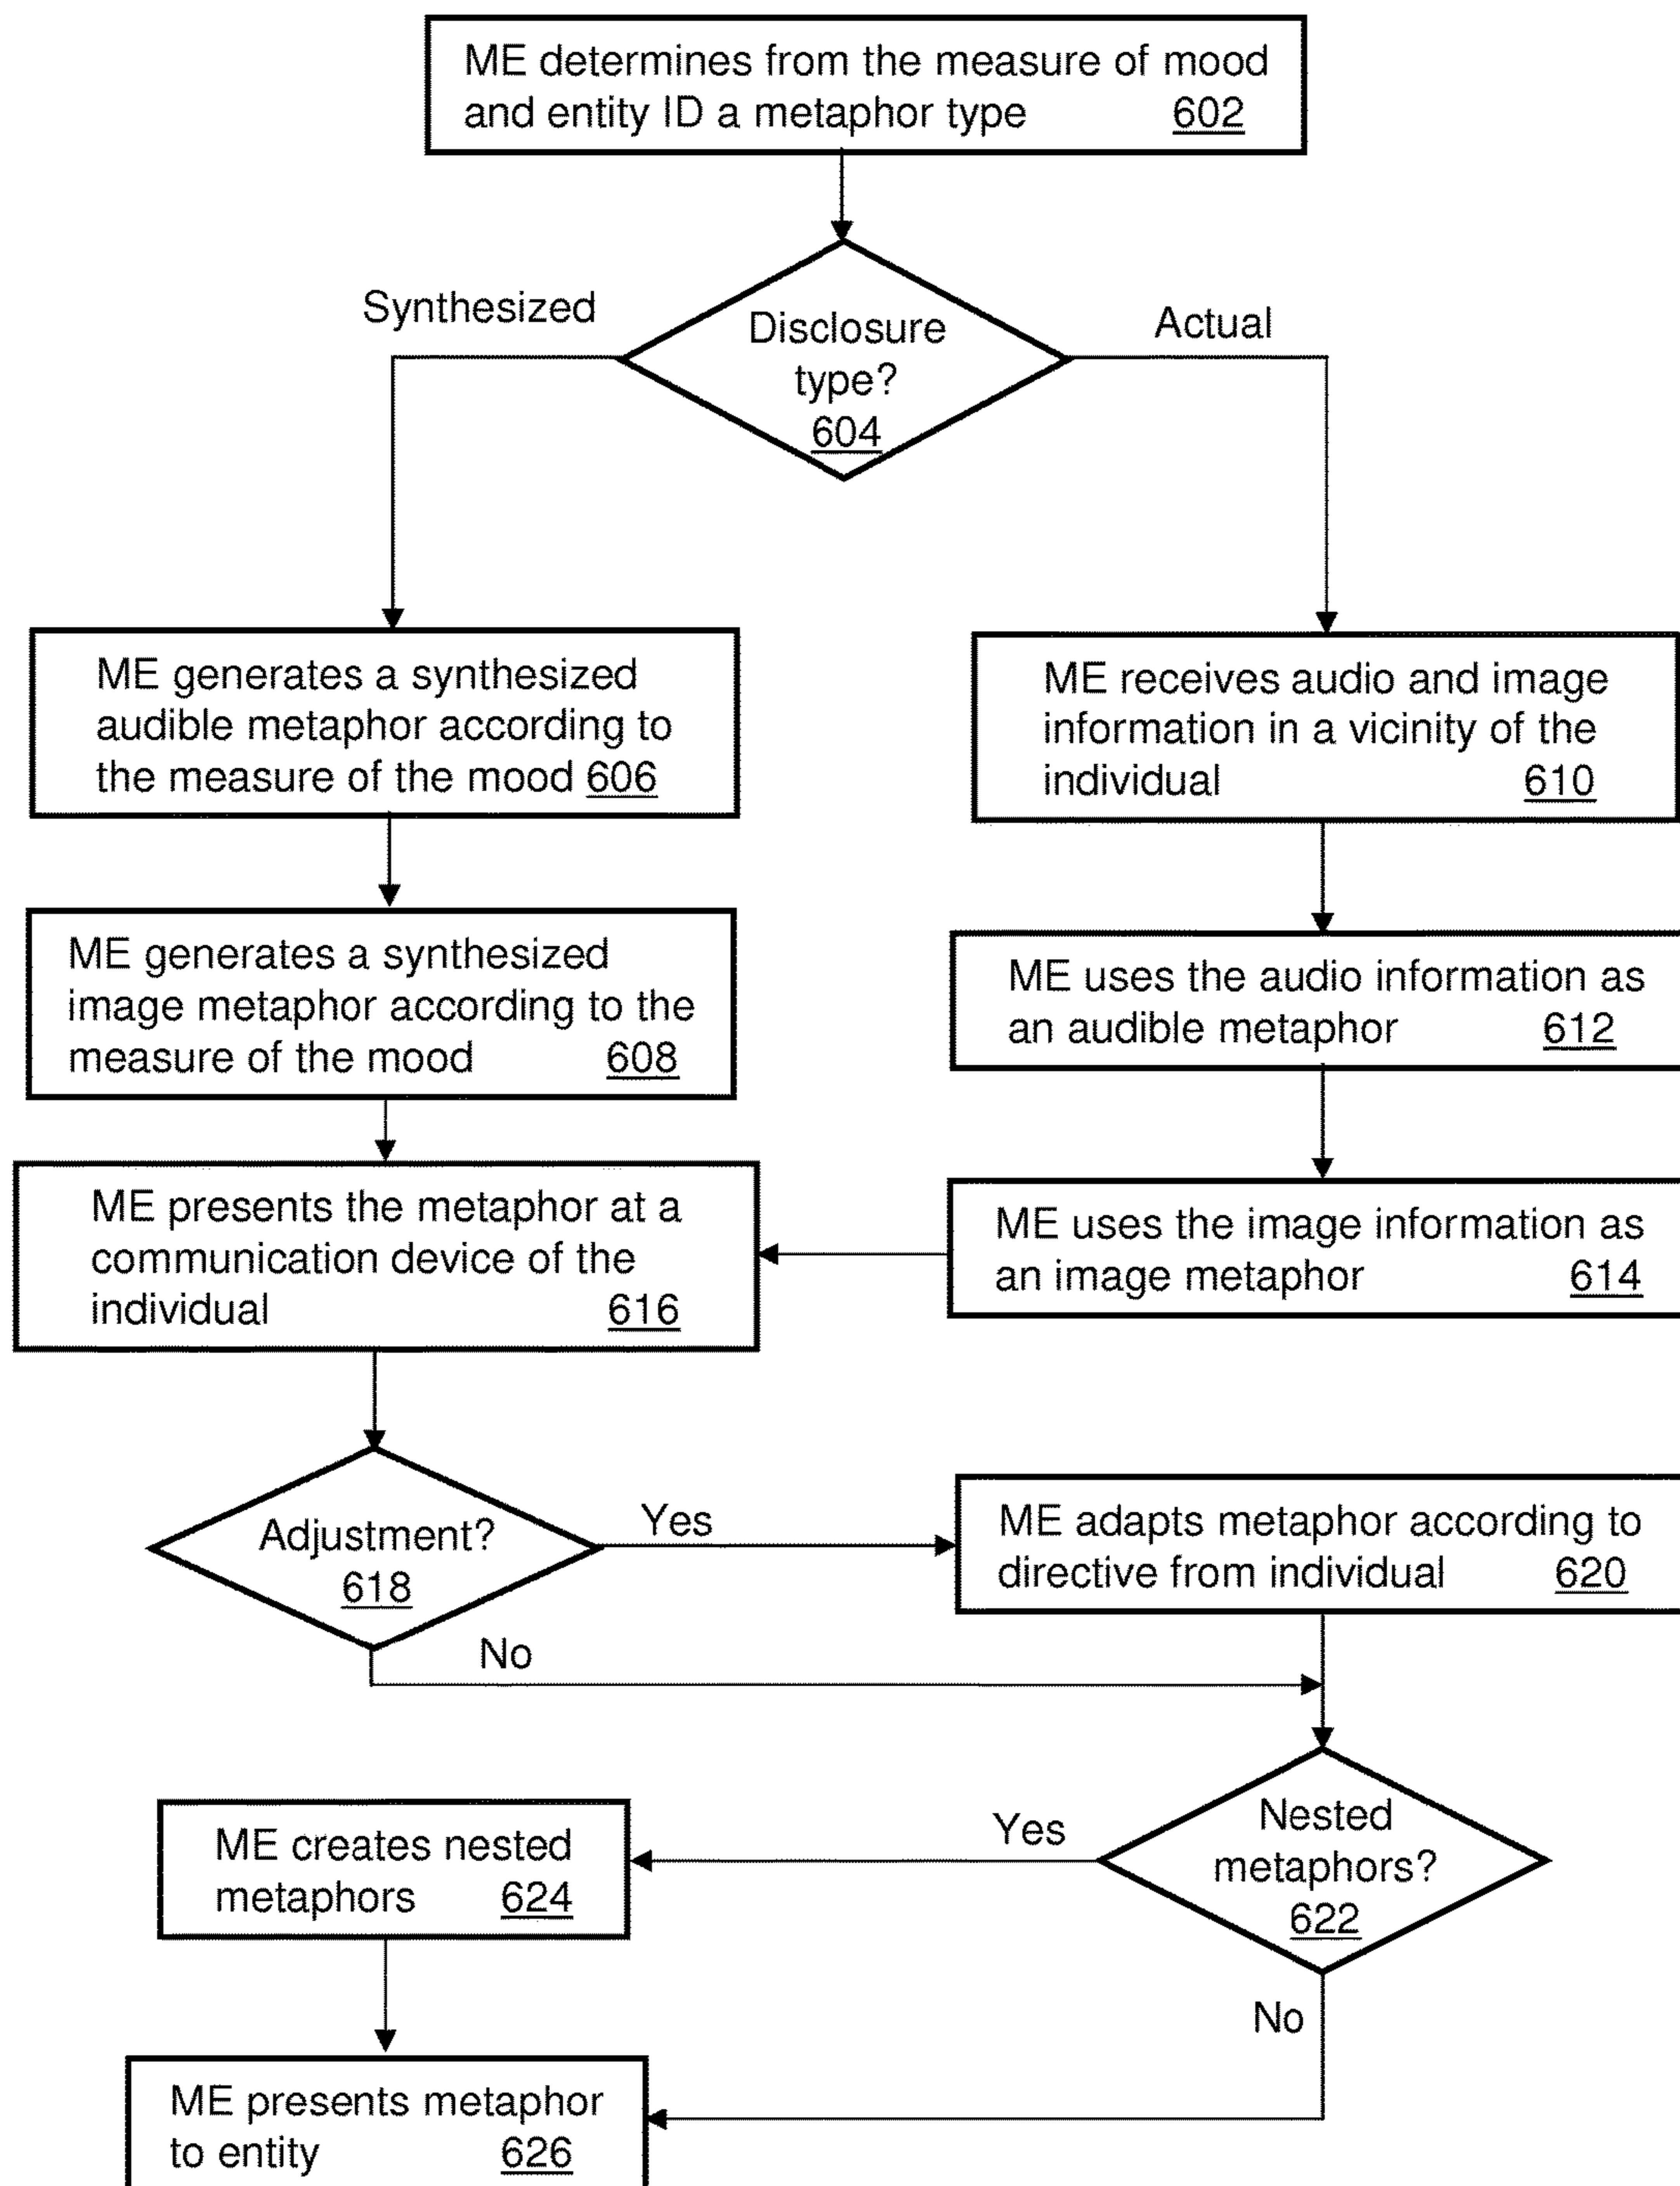 ME determines from the measure of mood
and entity ID a metaphor type 602
Synthesized
Actual
Disclosure
type?
604
ME generates a synthesized
audible metaphor according to
the measure of the mood 606
ME receives audio and image
information in a vicinity of the
individual 610
ME generates a synthesized
image metaphor according to the
measure of the mood 608
ME uses the audio information as
an audible metaphor 612
ME presents the metaphor at a
communication device of the
individual 616
ME uses the image information as
an image metaphor 614
Adjustment?
618
Yes
No
ME adapts metaphor according to
directive from individual 620
Nested
metaphors?
622
Yes
No
ME creates nested
metaphors 624
ME presents metaphor
to entity 626